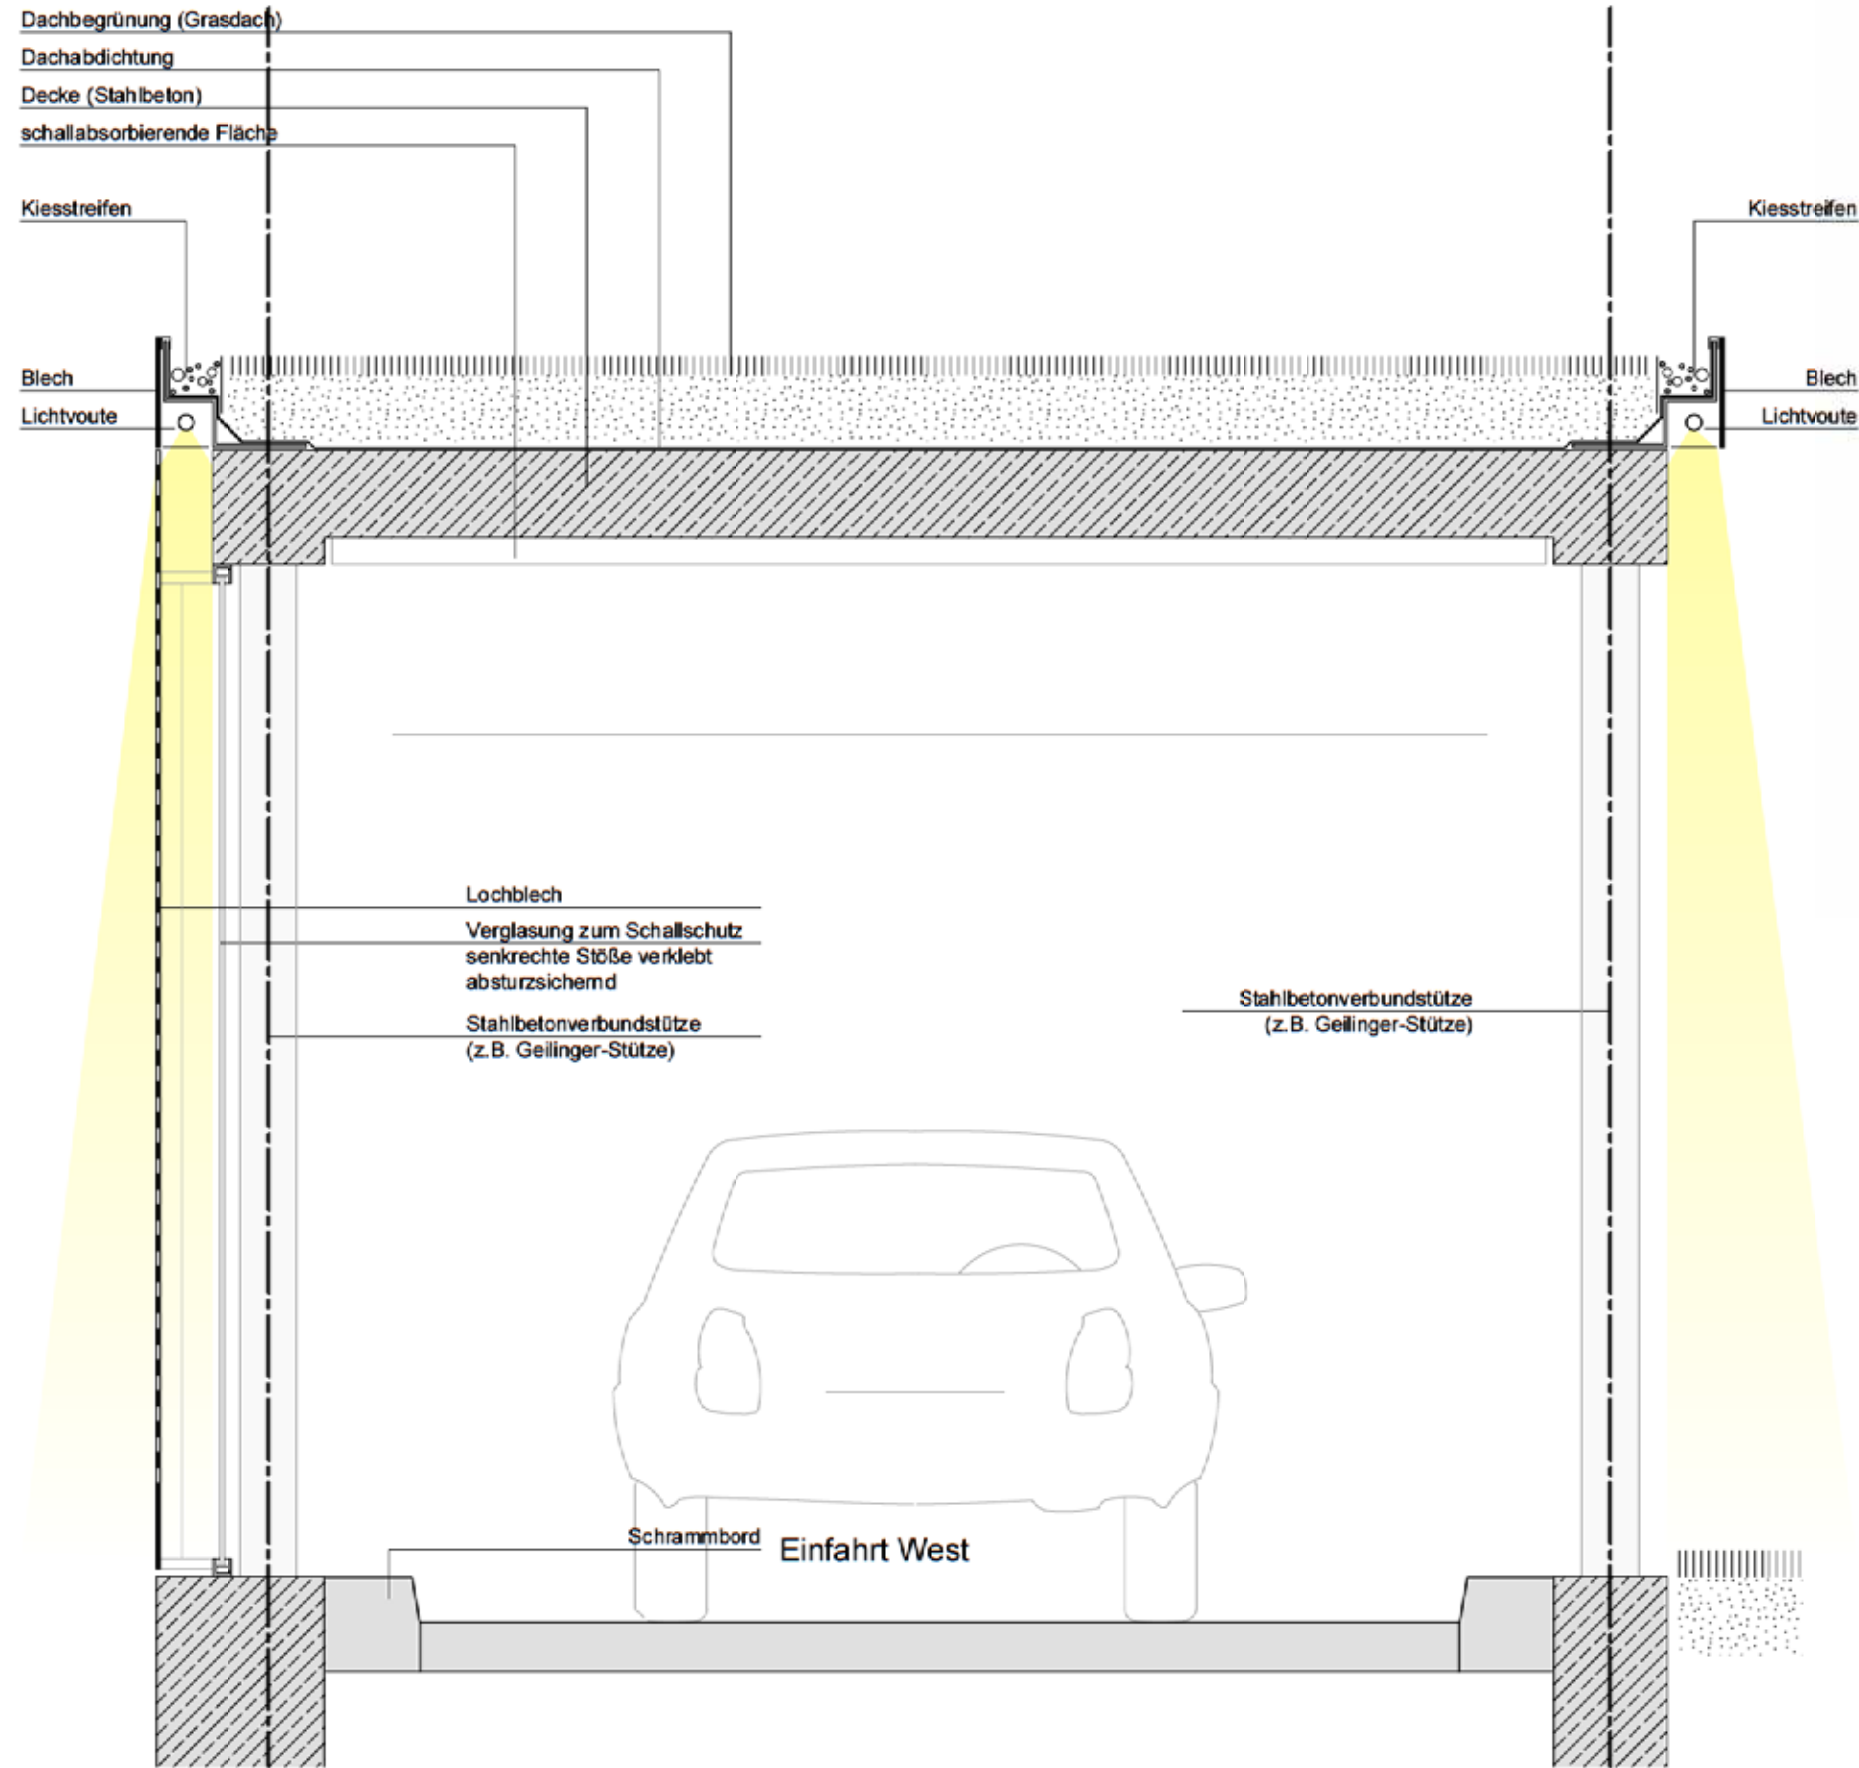 Dachbegrünung (Grasdach)
Dachabdichtung
Decke (Stahlbeton)
schallabsorbierende Fläche
Kiesstreifen
Kiesstreifen
Blech
Blech
Lichtvoute
Lichtvoute
Lochblech
Verglasung zum Schallschutz
senkrechte Stöße verklebt
absturzsichernd
Stahlbetonverbundstütze
(z.B. Geilinger-Stütze)
Stahlbetonverbundstütze
(z.B. Geilinger-Stütze)
Schrammbord
Einfahrt West